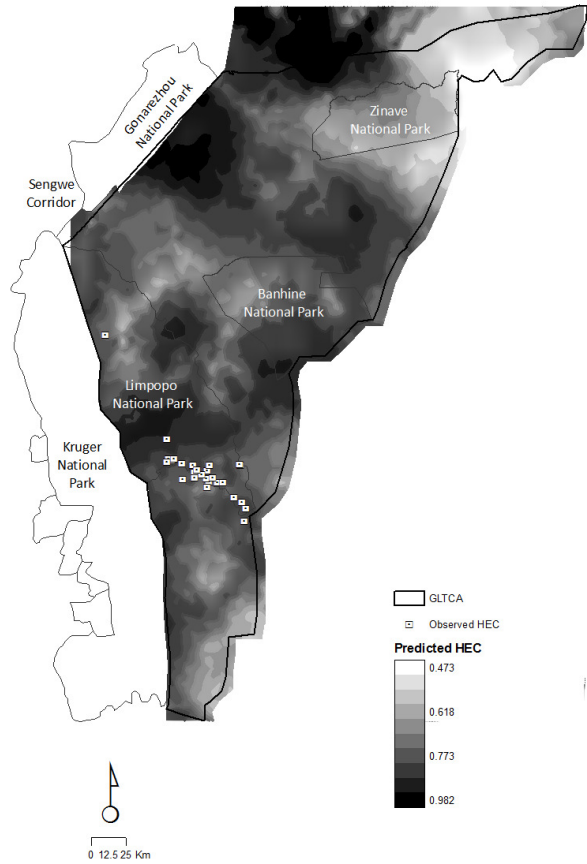 Gonarezhou
National Park
Zinave
National Park
Sengwe
Corridor
Banhine
National Park
Limpopo
National Park
Kruger
National
Park
GLTCA
Observed HEC
Predicted HEC
0.473
0.618
0.773
0.982
0 12.5 25 Km